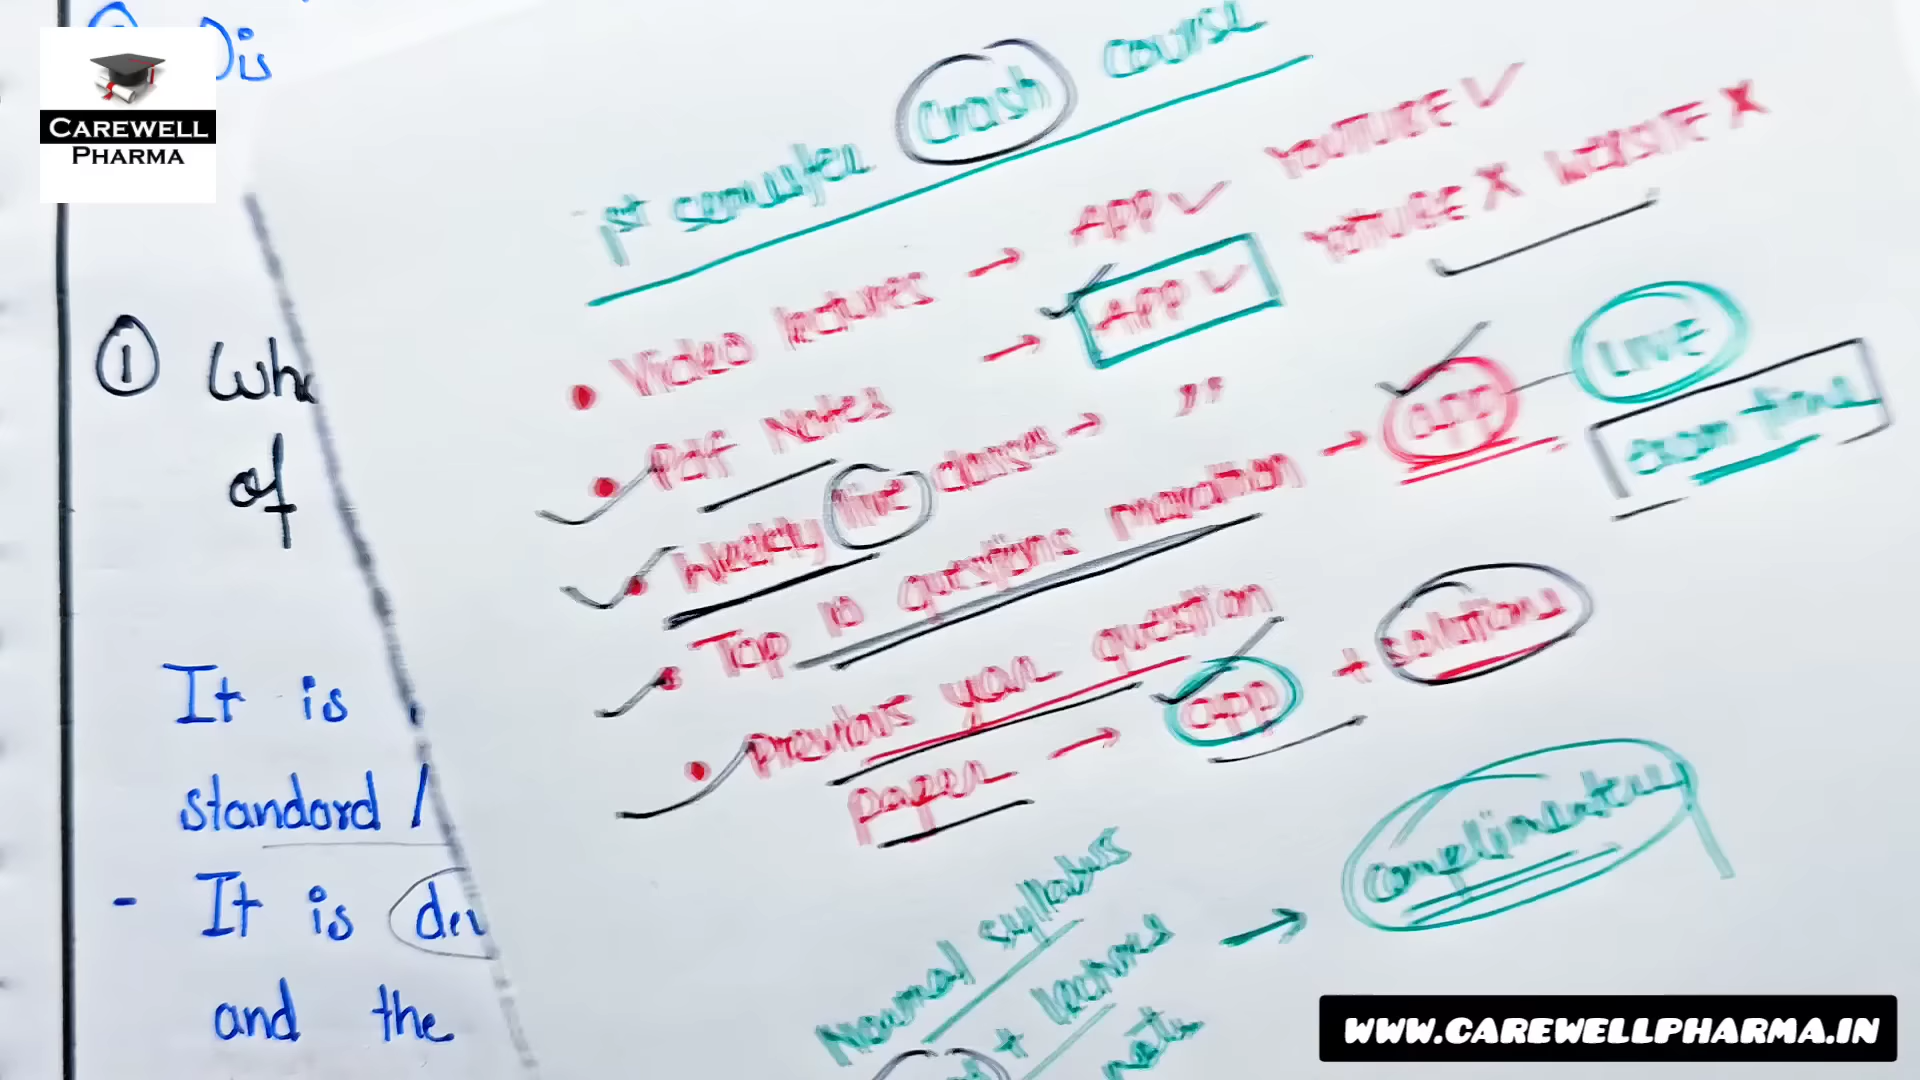 Dis
CAREWELL
PHARMA
① Wh
of
It is
standard /
- It is dev
and the
1st semester Crash Course
• Video lectures → APP ✓ YOUTUBE ✓
• Pdf Notes → APP ✓ YOUTUBE X WEBSITE X
• Weekly live classes → "
• Top 10 questions marathon → app LIVE
exam time
• Previous year question
paper → app + solutions
Normal syllabus
+ lectures → complimentary
notes
WWW.CAREWELLPHARMA.IN